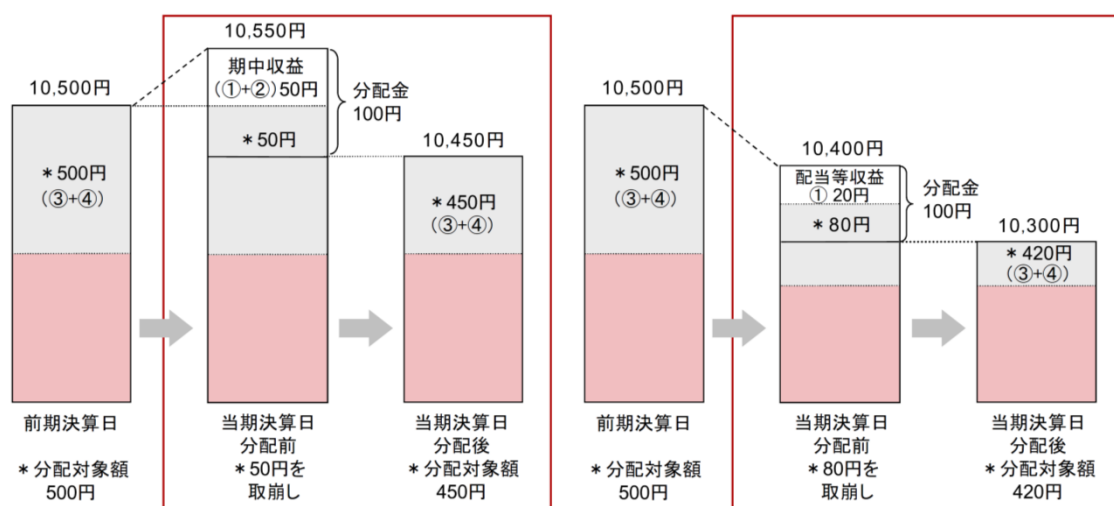 10,500円
*500円
(③+④)
前期決算日
*分配対象額
500円
10,550円
期中収益
(①+②)50円
*50円
分配金
100円
当期決算日
分配前
*50円を
取崩し
10,450円
*450円
(③+④)
当期決算日
分配後
*分配対象額
450円
10,500円
*500円
(③+④)
前期決算日
*分配対象額
500円
10,400円
配当等収益
① 20円
*80円
分配金
100円
当期決算日
分配前
*80円を
取崩し
10,300円
*420円
(③+④)
当期決算日
分配後
*分配対象額
420円